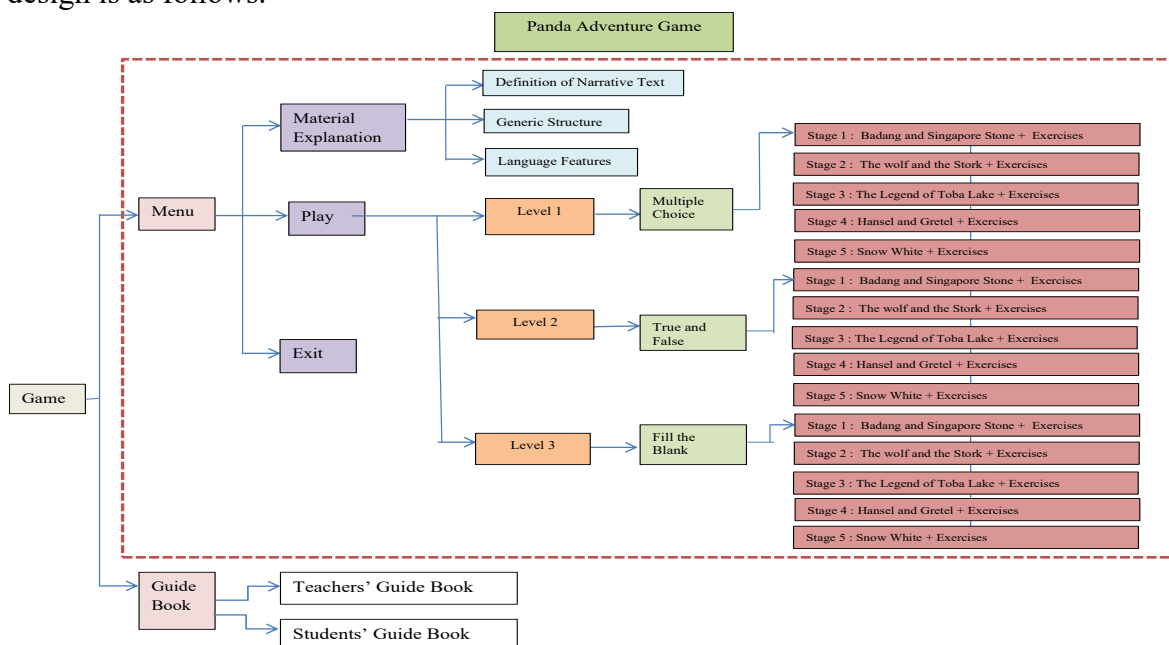 design is as follows:
Panda Adventure Game
Definition of Narrative Text
Material
Explanation
Generic Structure
Language Features
Menu
Play
Exit
Level 1
Multiple
Choice
Stage 1 : Badang and Singapore Stone + Exercises
Stage 2 : The wolf and the Stork + Exercises
Stage 3 : The Legend of Toba Lake + Exercises
Stage 4 : Hansel and Gretel + Exercises
Stage 5 : Snow White + Exercises
Level 2
True and
False
Stage 1 : Badang and Singapore Stone + Exercises
Stage 2 : The wolf and the Stork + Exercises
Stage 3 : The Legend of Toba Lake + Exercises
Stage 4 : Hansel and Gretel + Exercises
Stage 5 : Snow White + Exercises
Game
Level 3
Fill the
Blank
Stage 1 : Badang and Singapore Stone + Exercises
Stage 2 : The wolf and the Stork + Exercises
Stage 3 : The Legend of Toba Lake + Exercises
Stage 4 : Hansel and Gretel + Exercises
Stage 5 : Snow White + Exercises
Guide
Book
Teachers’ Guide Book
Students’ Guide Book